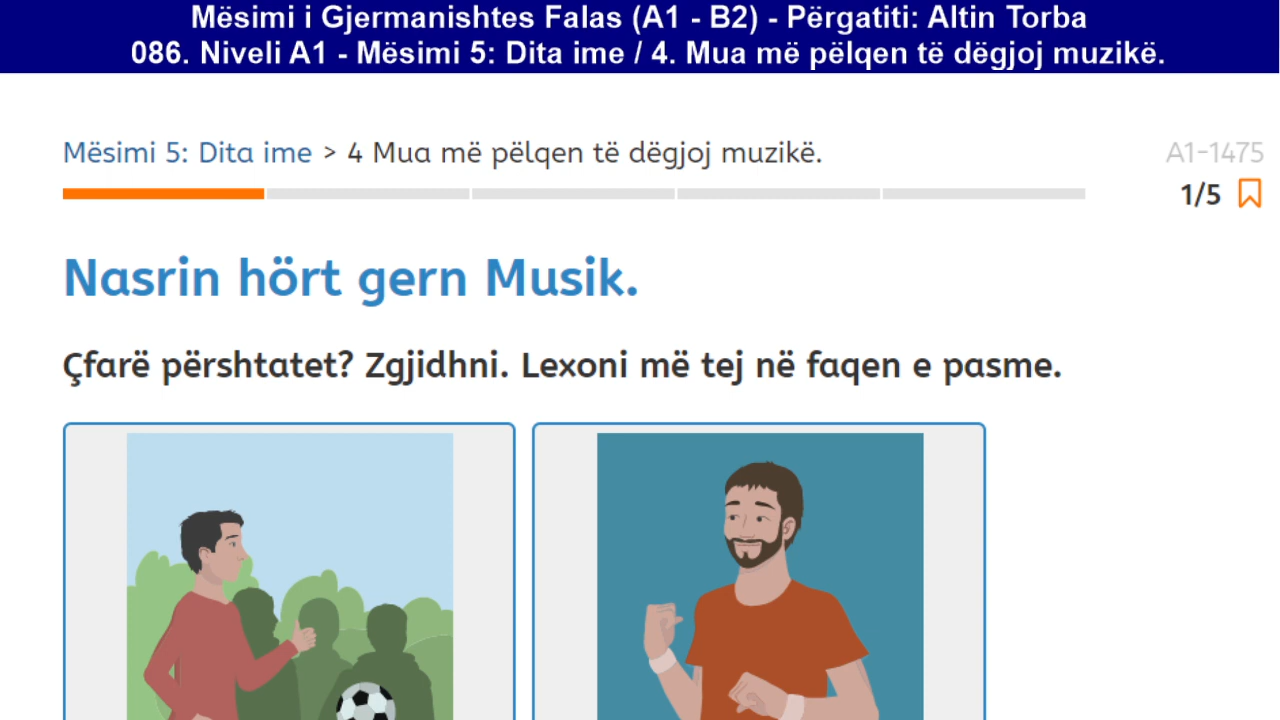 Mësimi i Gjermanishtes Falas (A1 - B2) - Përgatiti: Altin Torba
086. Niveli A1 - Mësimi 5: Dita ime / 4. Mua më pëlqen të dëgjoj muzikë.
Mësimi 5: Dita ime > 4 Mua më pëlqen të dëgjoj muzikë.
A1-1475
1/5
Nasrin hört gern Musik.
Çfarë përshtatet? Zgjidhni. Lexoni më tej në faqen e pasme.